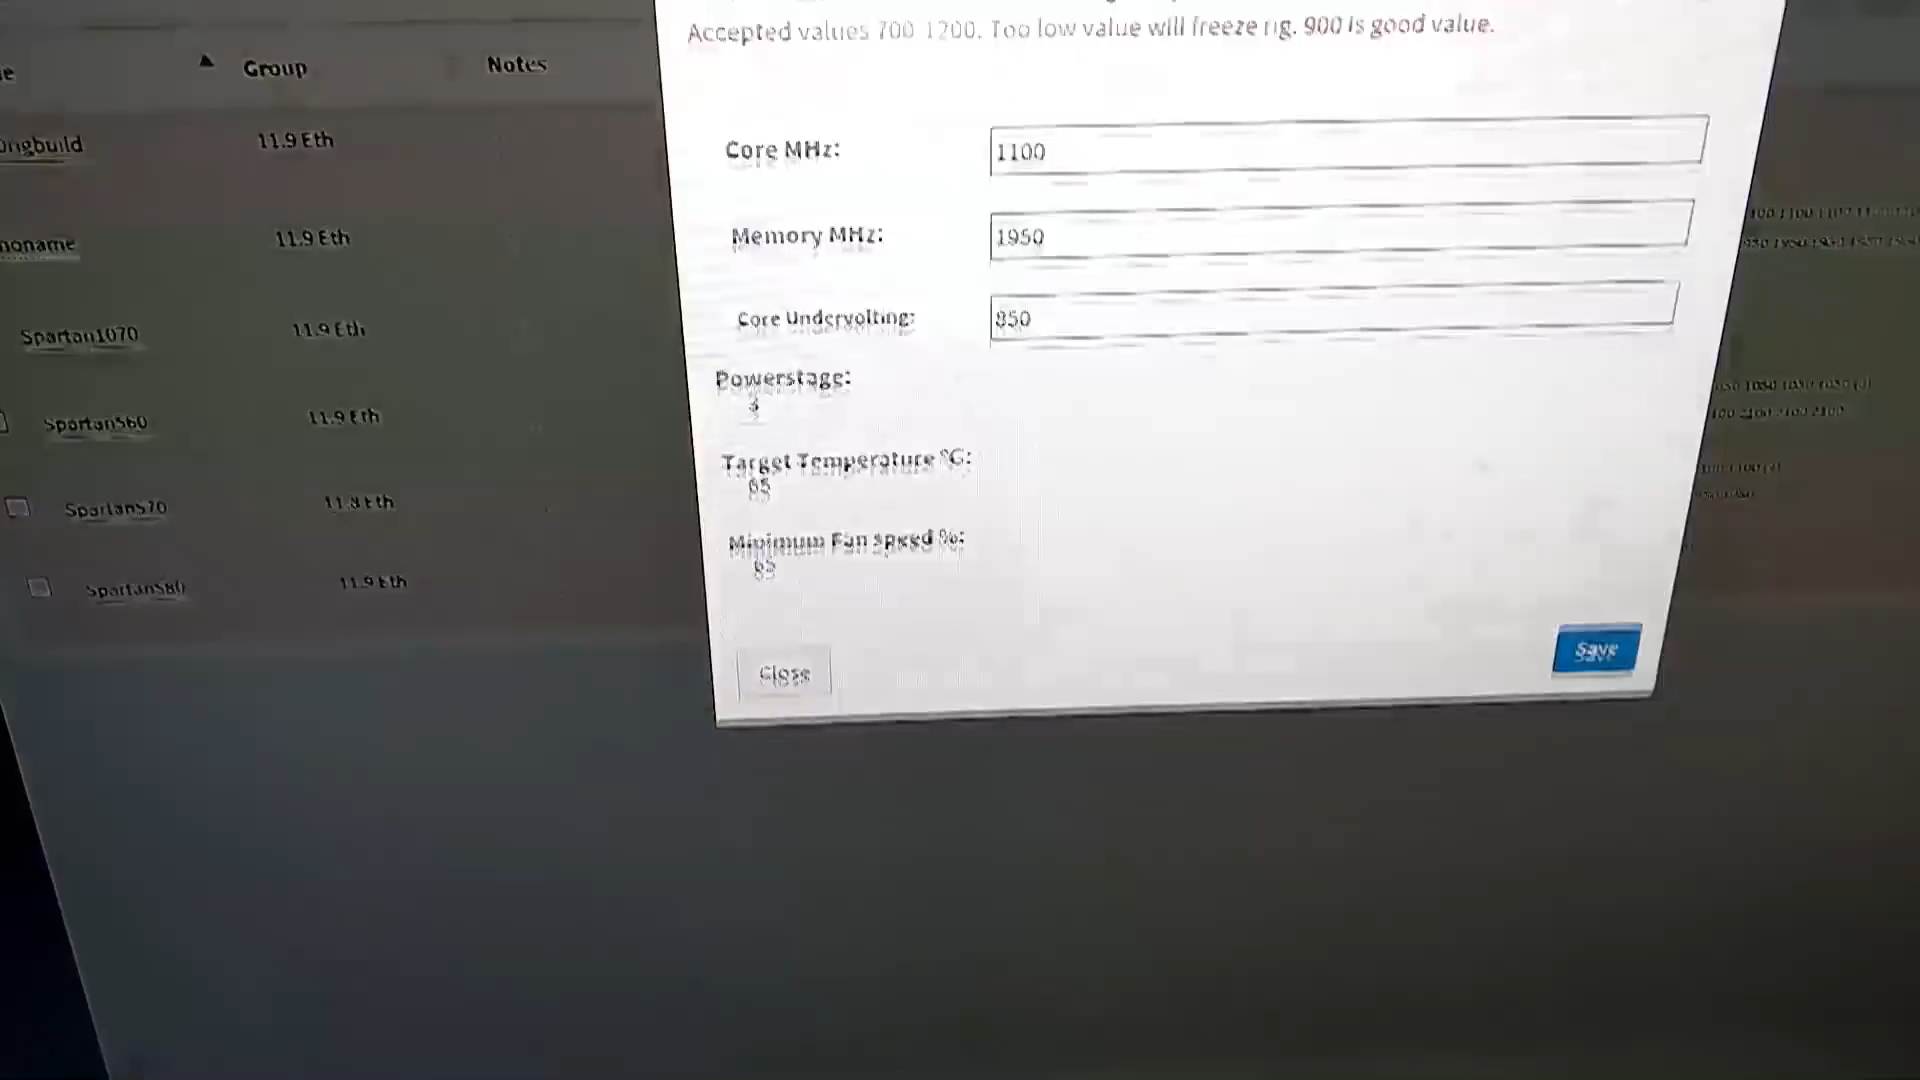 Accepted values 700 1200. Too low value will freeze rig. 900 is good value.
Group
Notes
11.9 Eth
noname
11.9 Eth
Spartan1070
11.9 Eth
Spartan560
11.9 Eth
Spartan570
11.8 Eth
Spartan580
11.9 Eth
Core MHz:
1100
Memory MHz:
1950
Core Undervolting:
850
Powerstage:
3
Target Temperature °C:
65
Minimum Fan speed %:
Close
Save